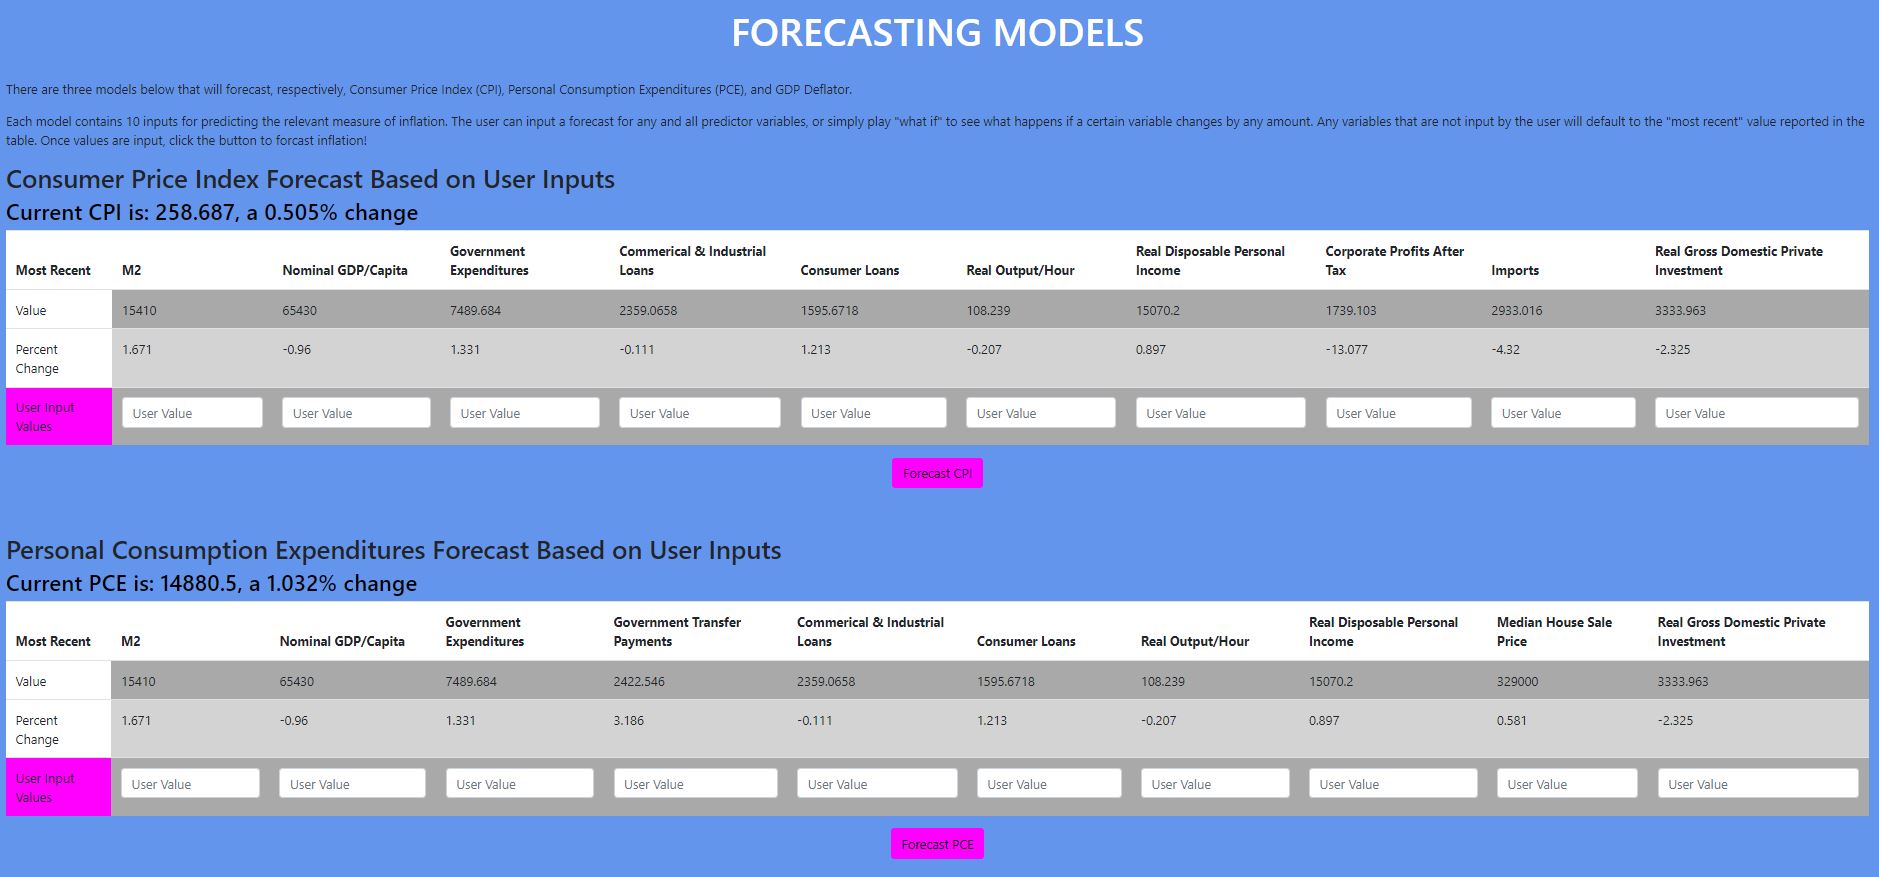 FORECASTING MODELS
There are three models below that will forecast, respectively, Consumer Price Index (CPI), Personal Consumption Expenditures (PCE), and GDP Deflator.
Each model contains 10 inputs for predicting the relevant measure of inflation. The user can input a forecast for any and all predictor variables, or simply play "what if" to see what happens if a certain variable changes by any amount. Any variables that are not input by the user will default to the "most recent" value reported in the
table. Once values are input, click the button to forcast inflation!
Consumer Price Index Forecast Based on User Inputs
Current CPI is: 258.687, a 0.505% change
Government Commerical & Industrial Real Disposable Personal Corporate Profits After Real Gross Domestic Private
Most Recent M2 Nominal GDP/Capita Expenditures Loans Consumer Loans Real Output/Hour Income Tax Imports Investment
Value 15410 65430 7489.684 2359.0658 1595.6718 108.239 15070.2 1739.103 2933.016 3333.963
Percent 1.671 -0.96 1.331 -0.111 1.213 -0.207 0.897 -13.077 -4.32 -2.325
Change
User Input User Value User Value User Value User Value User Value User Value User Value User Value User Value User Value
Values
Forecast CPI
Personal Consumption Expenditures Forecast Based on User Inputs
Current PCE is: 14880.5, a 1.032% change
Government Government Transfer Commerical & Industrial Real Disposable Personal Median House Sale Real Gross Domestic Private
Most Recent M2 Nominal GDP/Capita Expenditures Payments Loans Consumer Loans Real Output/Hour Income Price Investment
Value 15410 65430 7489.684 2422.546 2359.0658 1595.6718 108.239 15070.2 329000 3333.963
Percent 1.671 -0.96 1.331 3.186 -0.111 1.213 -0.207 0.897 0.581 -2.325
Change
User Input User Value User Value User Value User Value User Value User Value User Value User Value User Value User Value
Values
Forecast PCE